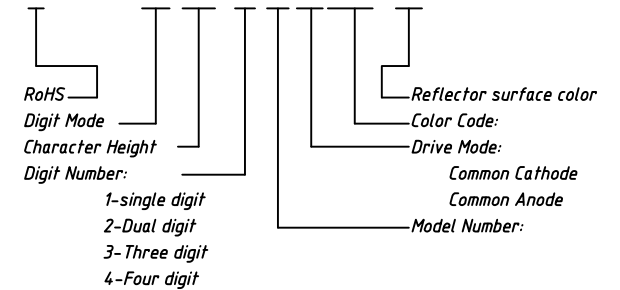 RoHS
Digit Mode
Character Height
Digit Number:
1-single digit
2-Dual digit
3-Three digit
4-Four digit
Reflector surface color
Color Code:
Drive Mode:
Common Cathode
Common Anode
Model Number: